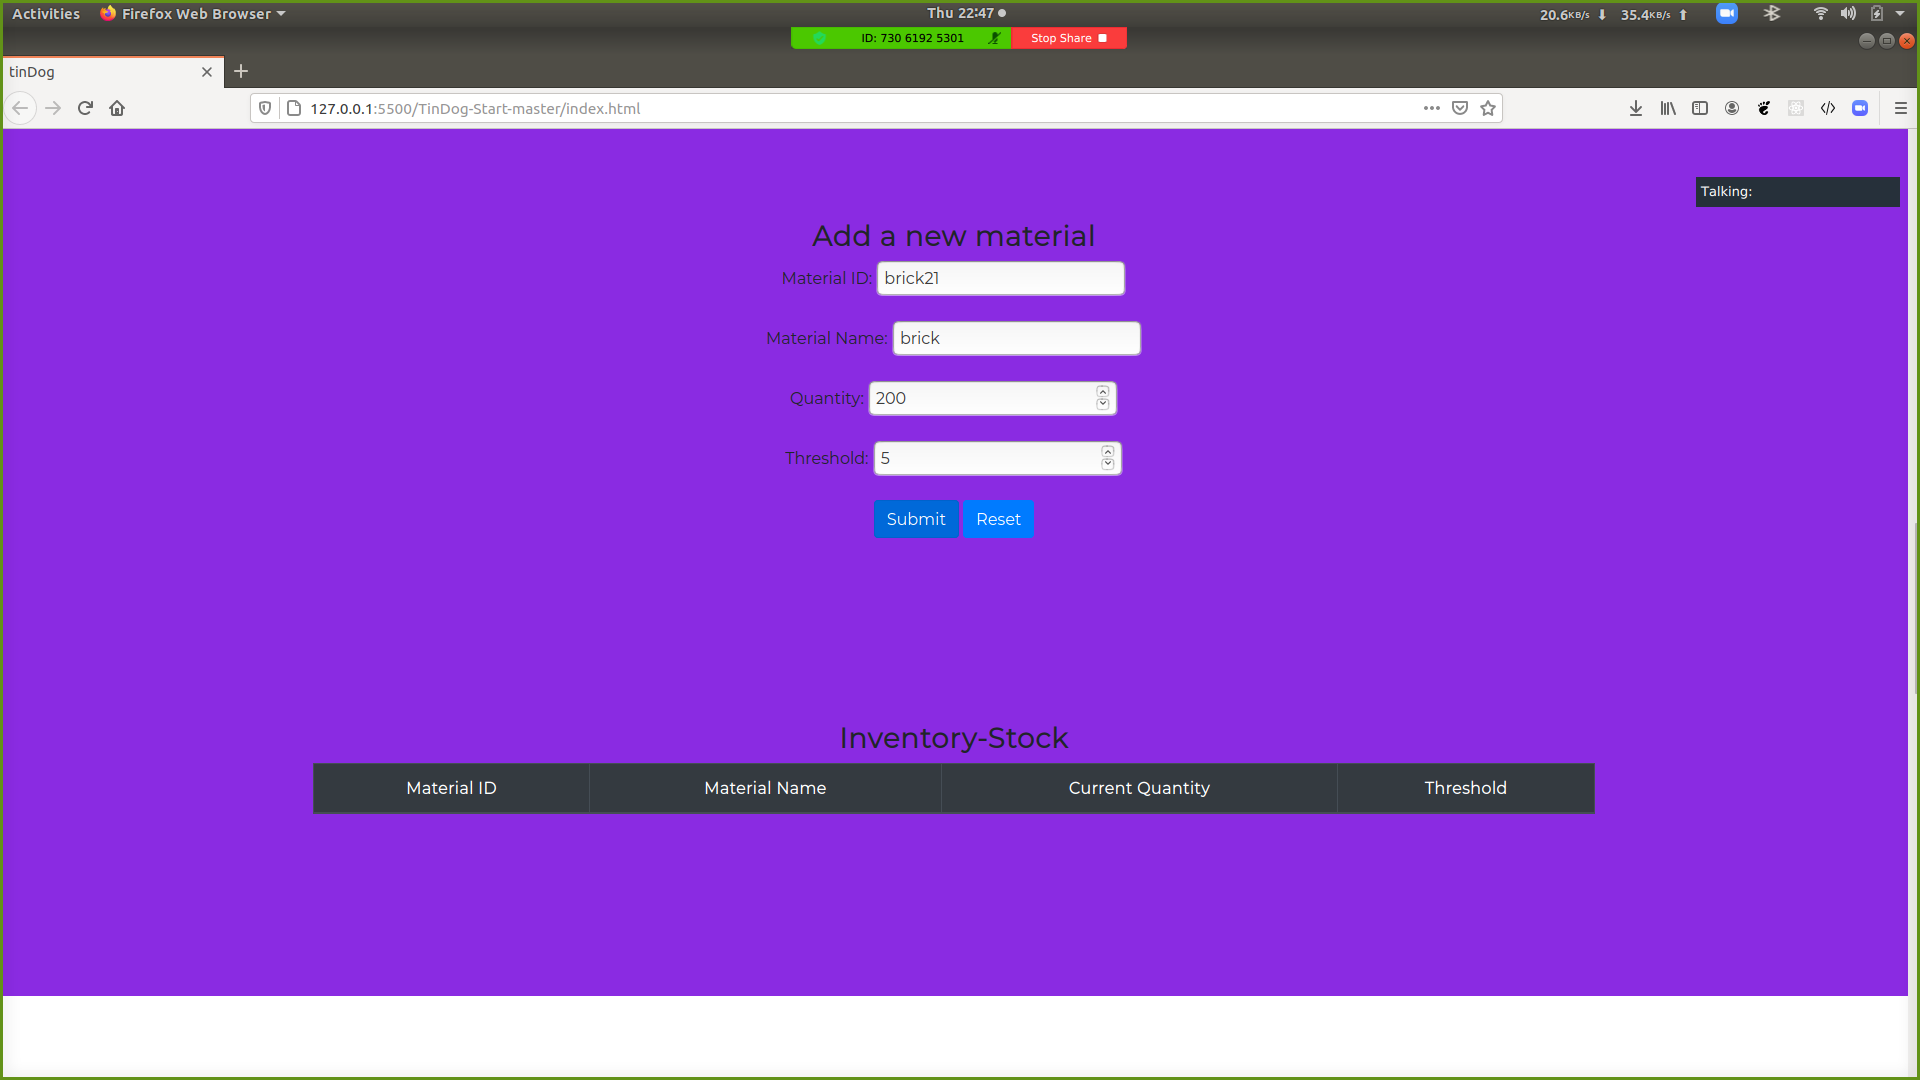 Activities Firefox Web Browser Thu 22:47 20.6KB/s 35.4KB/s
ID: 730 6192 5301 Stop Share
tinDog
127.0.0.1:5500/TinDog-Start-master/index.html
Talking:
Add a new material
Material ID: brick21
Material Name: brick
Quantity: 200
Threshold: 5
Submit Reset
Inventory-Stock
Material ID Material Name Current Quantity Threshold